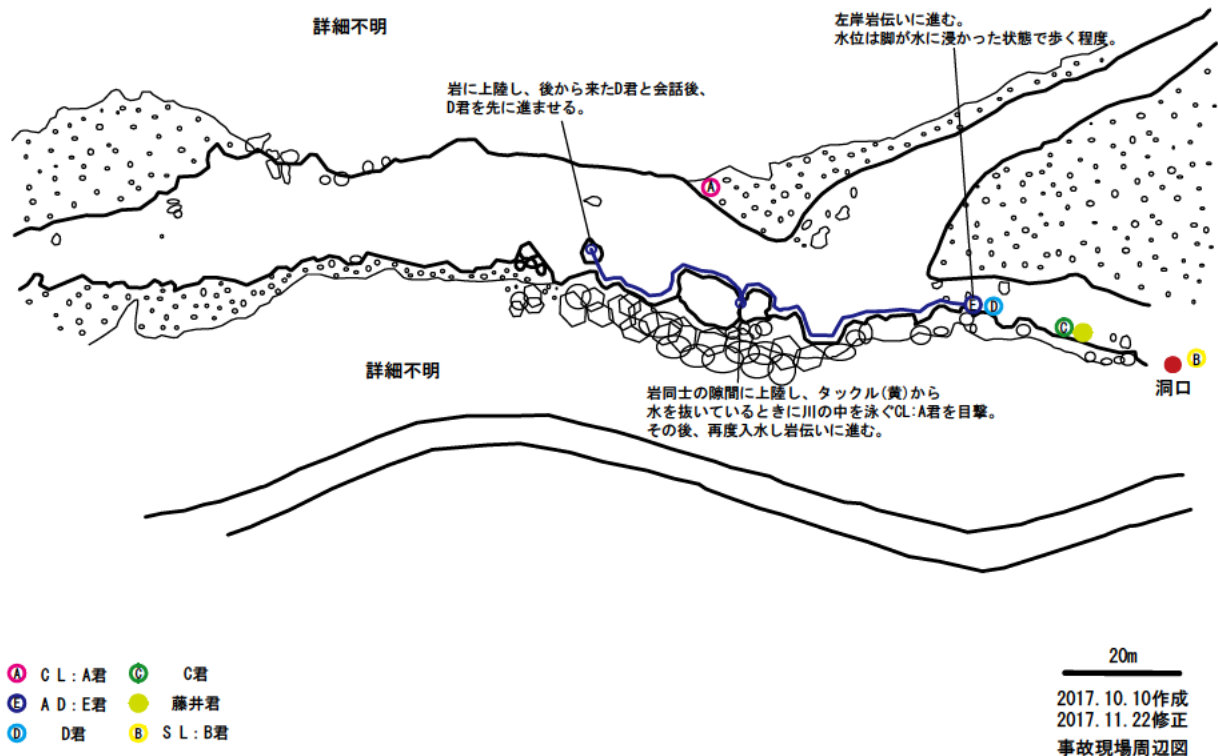 詳細不明
左岸岩伝いに進む。
水位は脚が水に浸かった状態で歩く程度。
岩に上陸し、後から来たD君と会話後、
D君を先に進ませる。
A
E
D
C
B
洞口
詳細不明
岩同士の隙間に上陸し、タックル(黄)から
水を抜いているときに川の中を泳ぐCL:A君を目撃。
その後、再度入水し岩伝いに進む。
A CL:A君
C C君
E AD:E君
藤井君
D D君
B SL:B君
20m
2017.10.10作成
2017.11.22修正
事故現場周辺図